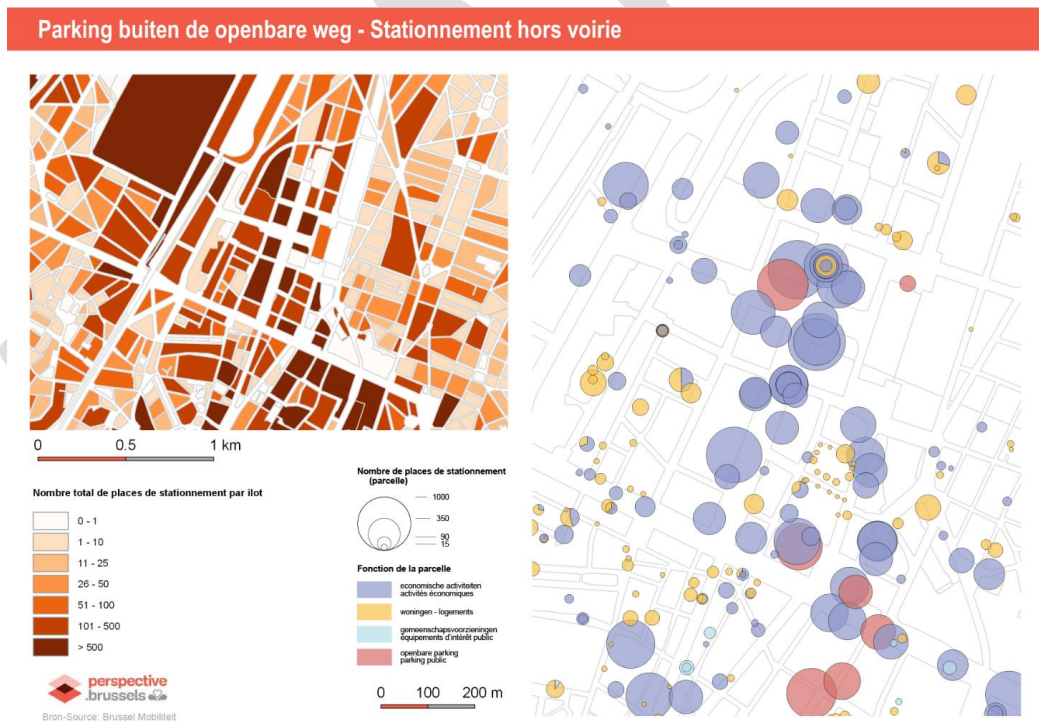 Parking buiten de openbare weg - Stationnement hors voirie
0 0.5 1 km
Nombre total de places de stationnement par îlot
0 - 1
1 - 10
11 - 25
26 - 50
51 - 100
101 - 500
> 500
perspective
.brussels
Bron-Source: Brussel Mobiliteit
Nombre de places de stationnement
(parcelle)
1000
350
90
15
Fonction de la parcelle
economische activiteiten
activités économiques
woningen - logements
gemeenschapsvoorzieningen
équipements d'intérêt public
openbare parking
parking public
0 100 200 m